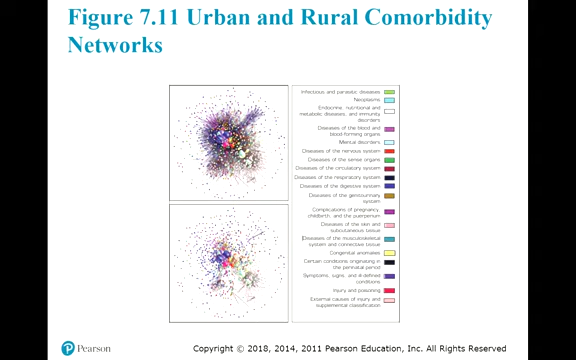 Figure 7.11 Urban and Rural Comorbidity
Networks
Infectious and parasitic diseases
Neoplasms
Endocrine, nutritional and
metabolic diseases, and immunity
disorders
Diseases of the blood and
blood-forming organs
Mental disorders
Diseases of the nervous system
Diseases of the sense organs
Diseases of the circulatory system
Diseases of the respiratory system
Diseases of the digestive system
Diseases of the genitourinary
system
Complications of pregnancy,
childbirth, and the puerperium
Diseases of the skin and
subcutaneous tissue
Diseases of the musculoskeletal
system and connective tissue
Congenital anomalies
Certain conditions originating in
the perinatal period
Symptoms, signs, and ill-defined
conditions
Injury and poisoning
External causes of injury and
supplemental classification
Pearson
Copyright © 2018, 2014, 2011 Pearson Education, Inc. All Rights Reserved